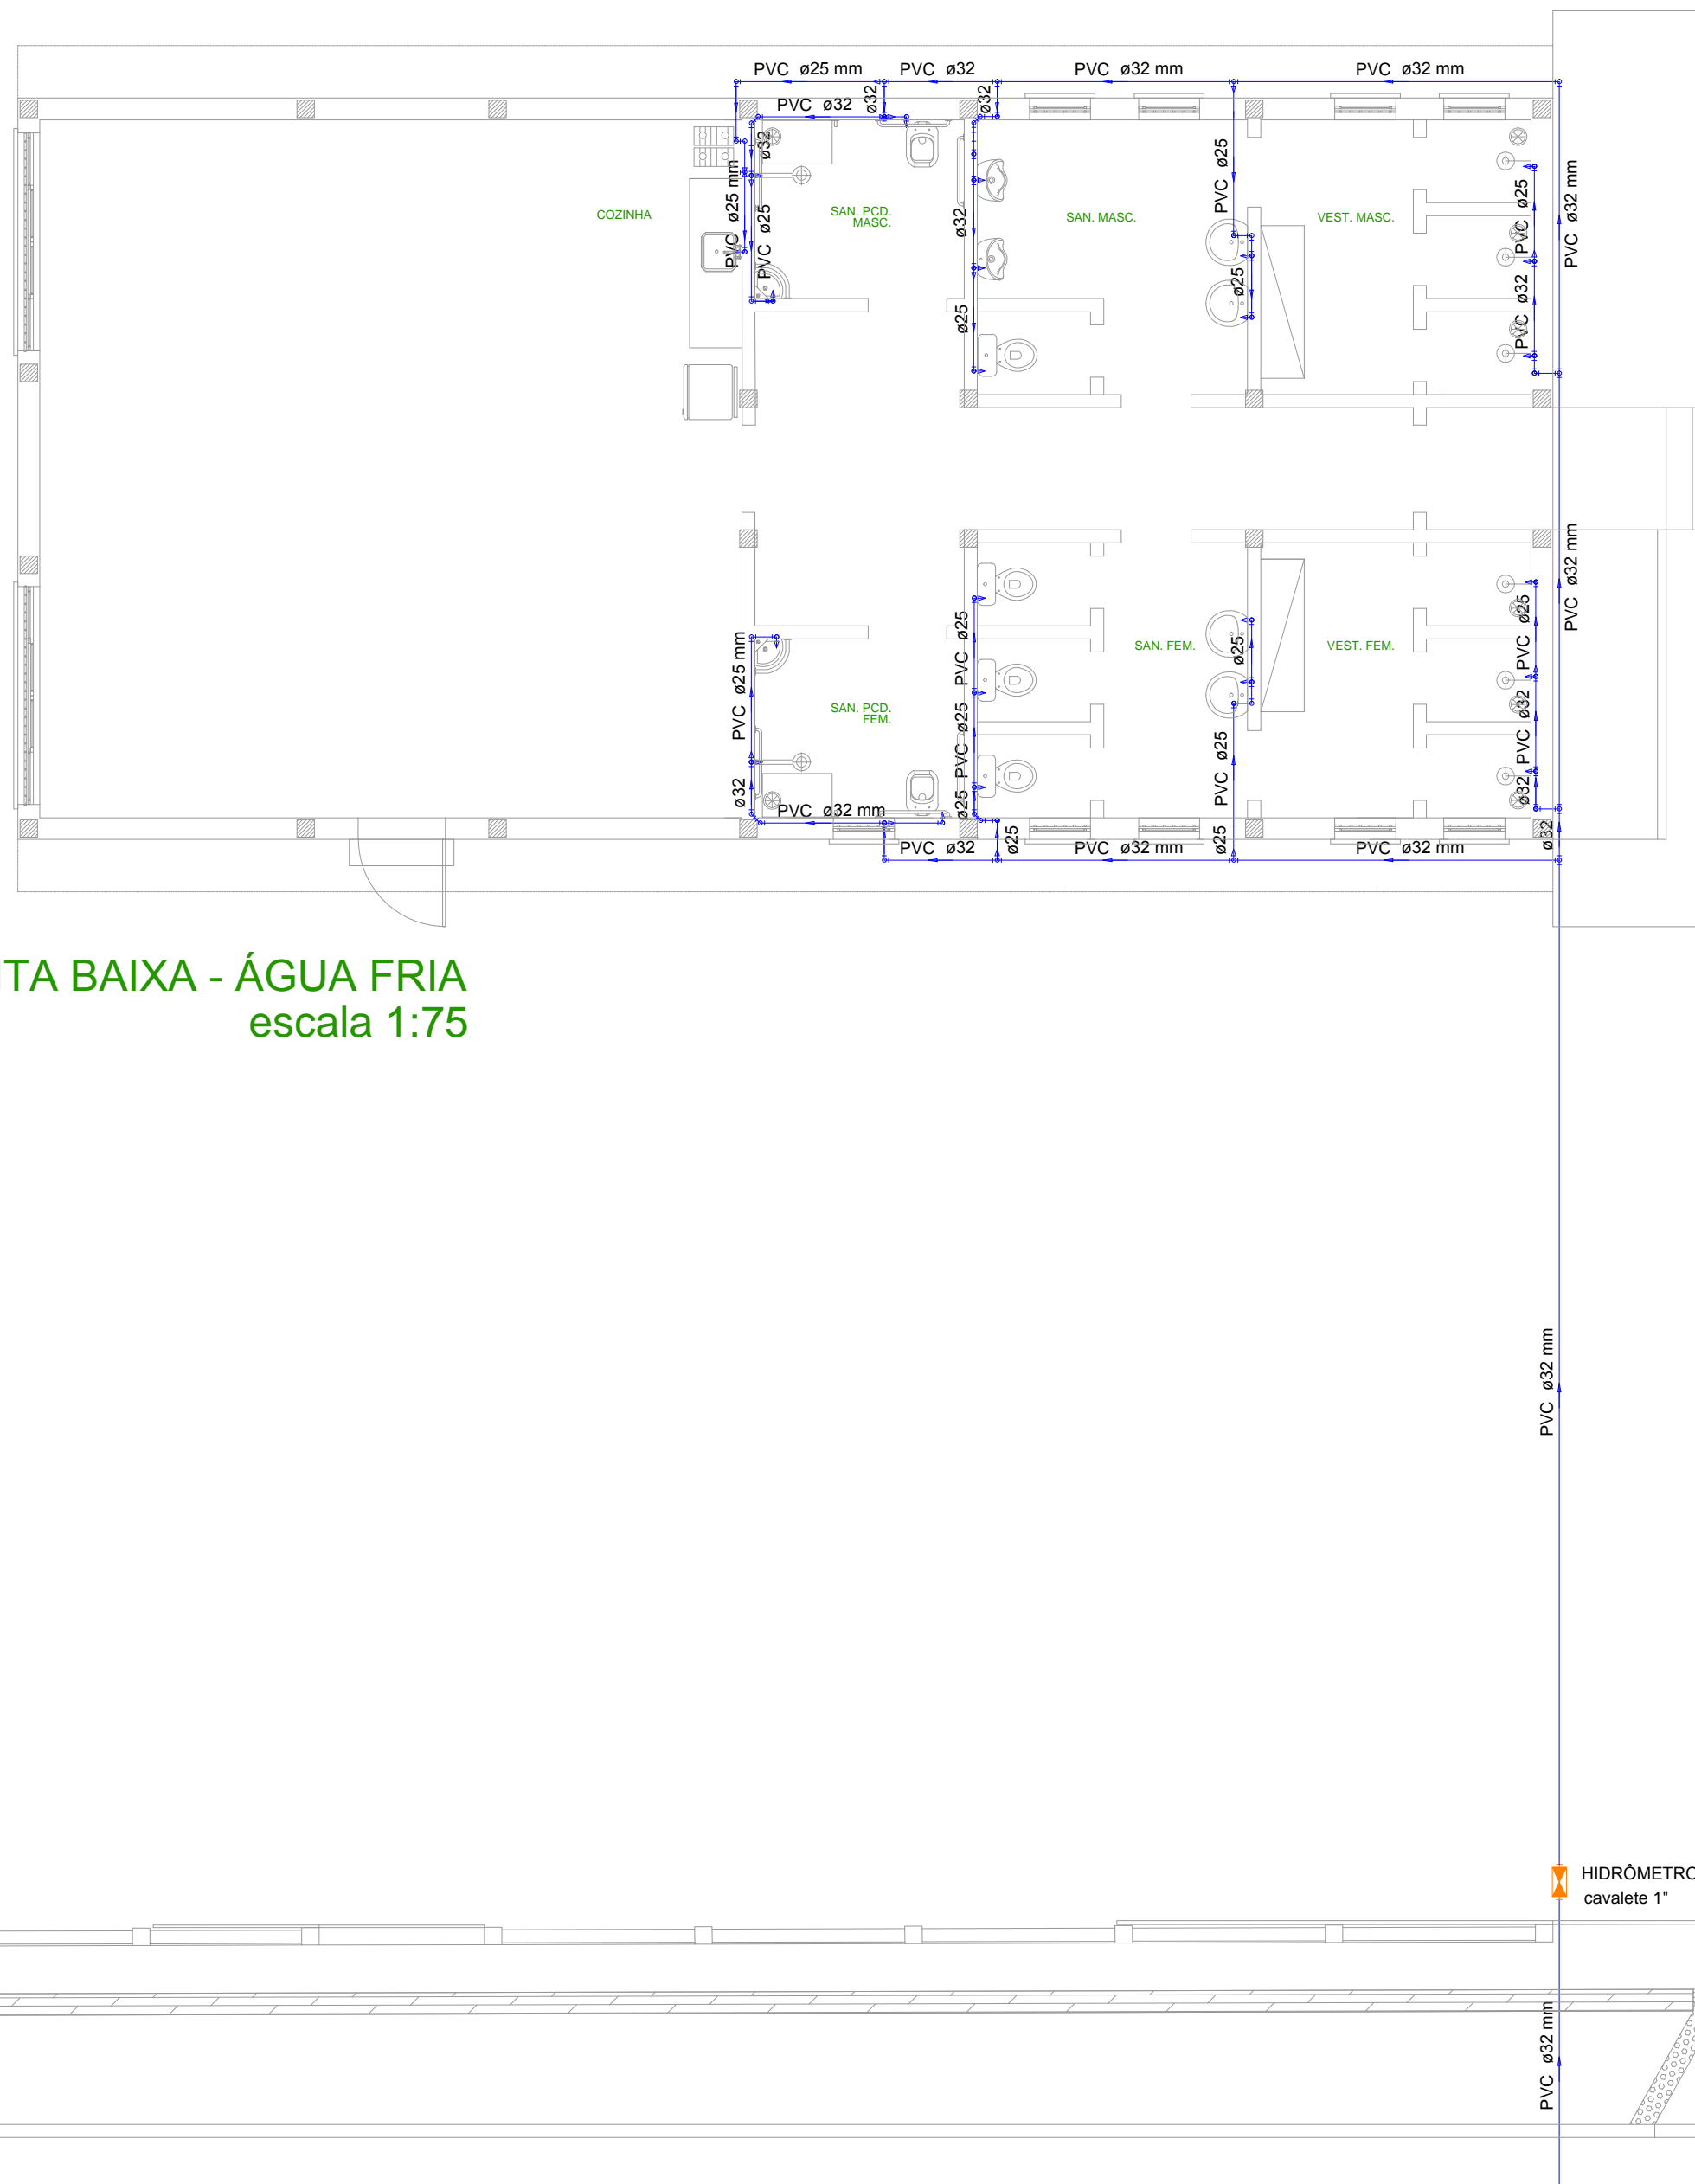 PVC ø25 mm
PVC ø32
PVC ø32 mm
PVC ø32 mm
PVC ø32
ø32
ø32
ø32
PVC ø25 mm
PVC ø25
ø32
ø25
PVC ø25
ø25
PVC ø25
PVC ø32
PVC ø32 mm
COZINHA
SAN. PCD.
MASC.
SAN. MASC.
VEST. MASC.
PVC ø32 mm
PVC ø25 mm
ø32
PVC ø32 mm
PVC ø25
PVC ø25
ø25
ø25
PVC ø25
PVC ø25
PVC ø32
ø32
SAN. PCD.
FEM.
SAN. FEM.
VEST. FEM.
PVC ø32
ø25
PVC ø32 mm
ø25
PVC ø32 mm
ø32
TA BAIXA - ÁGUA FRIA
escala 1:75
PVC ø32 mm
HIDRÔMETRO
cavalete 1"
PVC ø32 mm